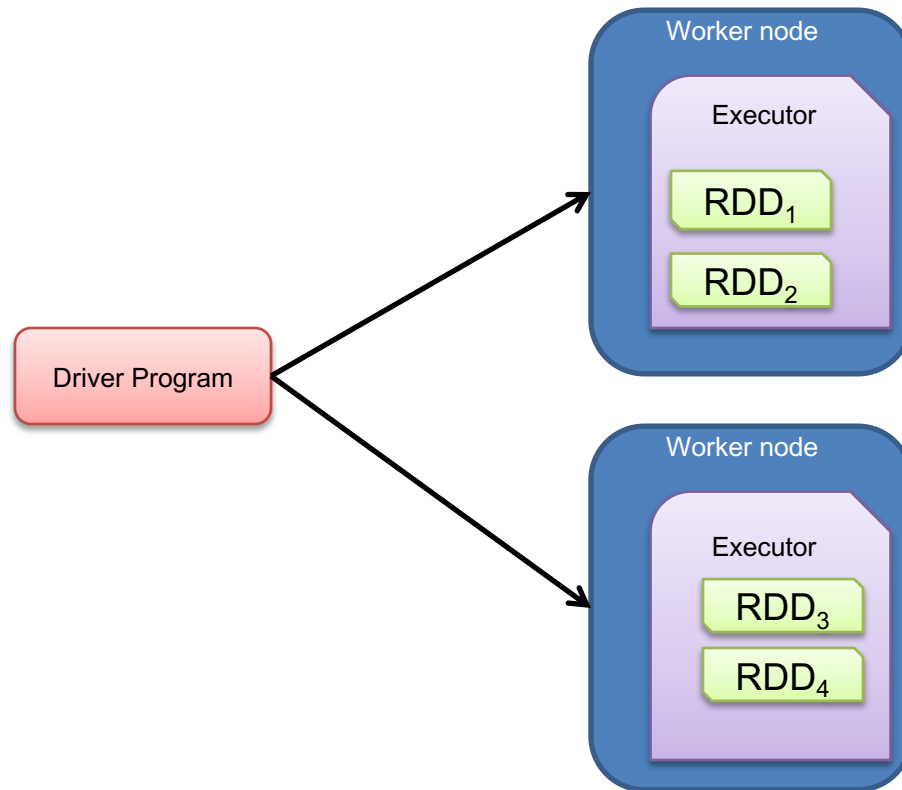 Worker node
Executor
RDD₁
RDD₂
Driver Program
Worker node
Executor
RDD₃
RDD₄